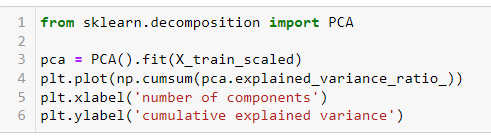 1 from sklearn.decomposition import PCA
2
3 pca = PCA().fit(X_train_scaled)
4 plt.plot(np.cumsum(pca.explained_variance_ratio_))
5 plt.xlabel('number of components')
6 plt.ylabel('cumulative explained variance')